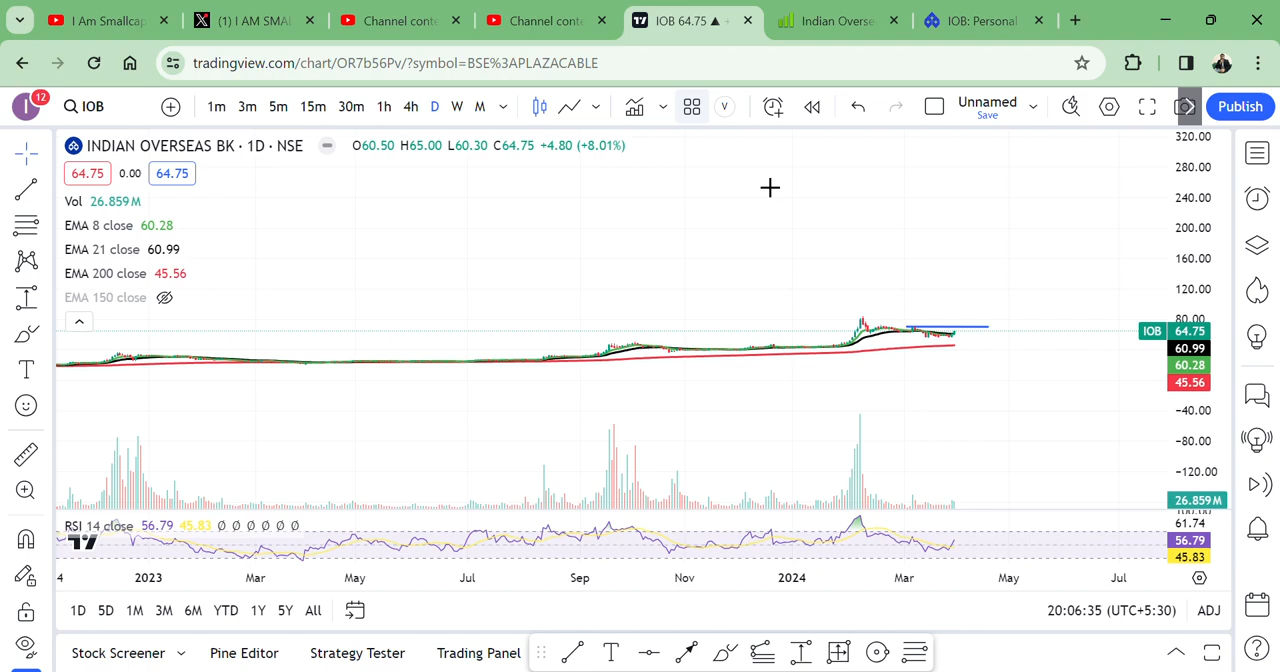 I Am Smallcap
(1) I AM SMAL
Channel conte
Channel conte
IOB 64.75 ▲ +
Indian Overse
IOB: Personal
tradingview.com/chart/OR7b56Pv/?symbol=BSE%3APLAZACABLE
I 12 IOB 1m 3m 5m 15m 30m 1h 4h D W M V Unnamed Save Publish
INDIAN OVERSEAS BK · 1D · NSE O60.50 H65.00 L60.30 C64.75 +4.80 (+8.01%)
64.75 0.00 64.75
Vol 26.859M
EMA 8 close 60.28
EMA 21 close 60.99
EMA 200 close 45.56
EMA 150 close
320.00
280.00
240.00
200.00
160.00
120.00
80.00
IOB 64.75
60.99
60.28
45.56
−40.00
−80.00
−120.00
26.859M
RSI 14 close 56.79 45.83 Ø Ø Ø Ø Ø Ø
100.00
61.74
56.79
45.83
4 2023 Mar May Jul Sep Nov 2024 Mar May Jul
1D 5D 1M 3M 6M YTD 1Y 5Y All 20:06:35 (UTC+5:30) ADJ
Stock Screener Pine Editor Strategy Tester Trading Panel